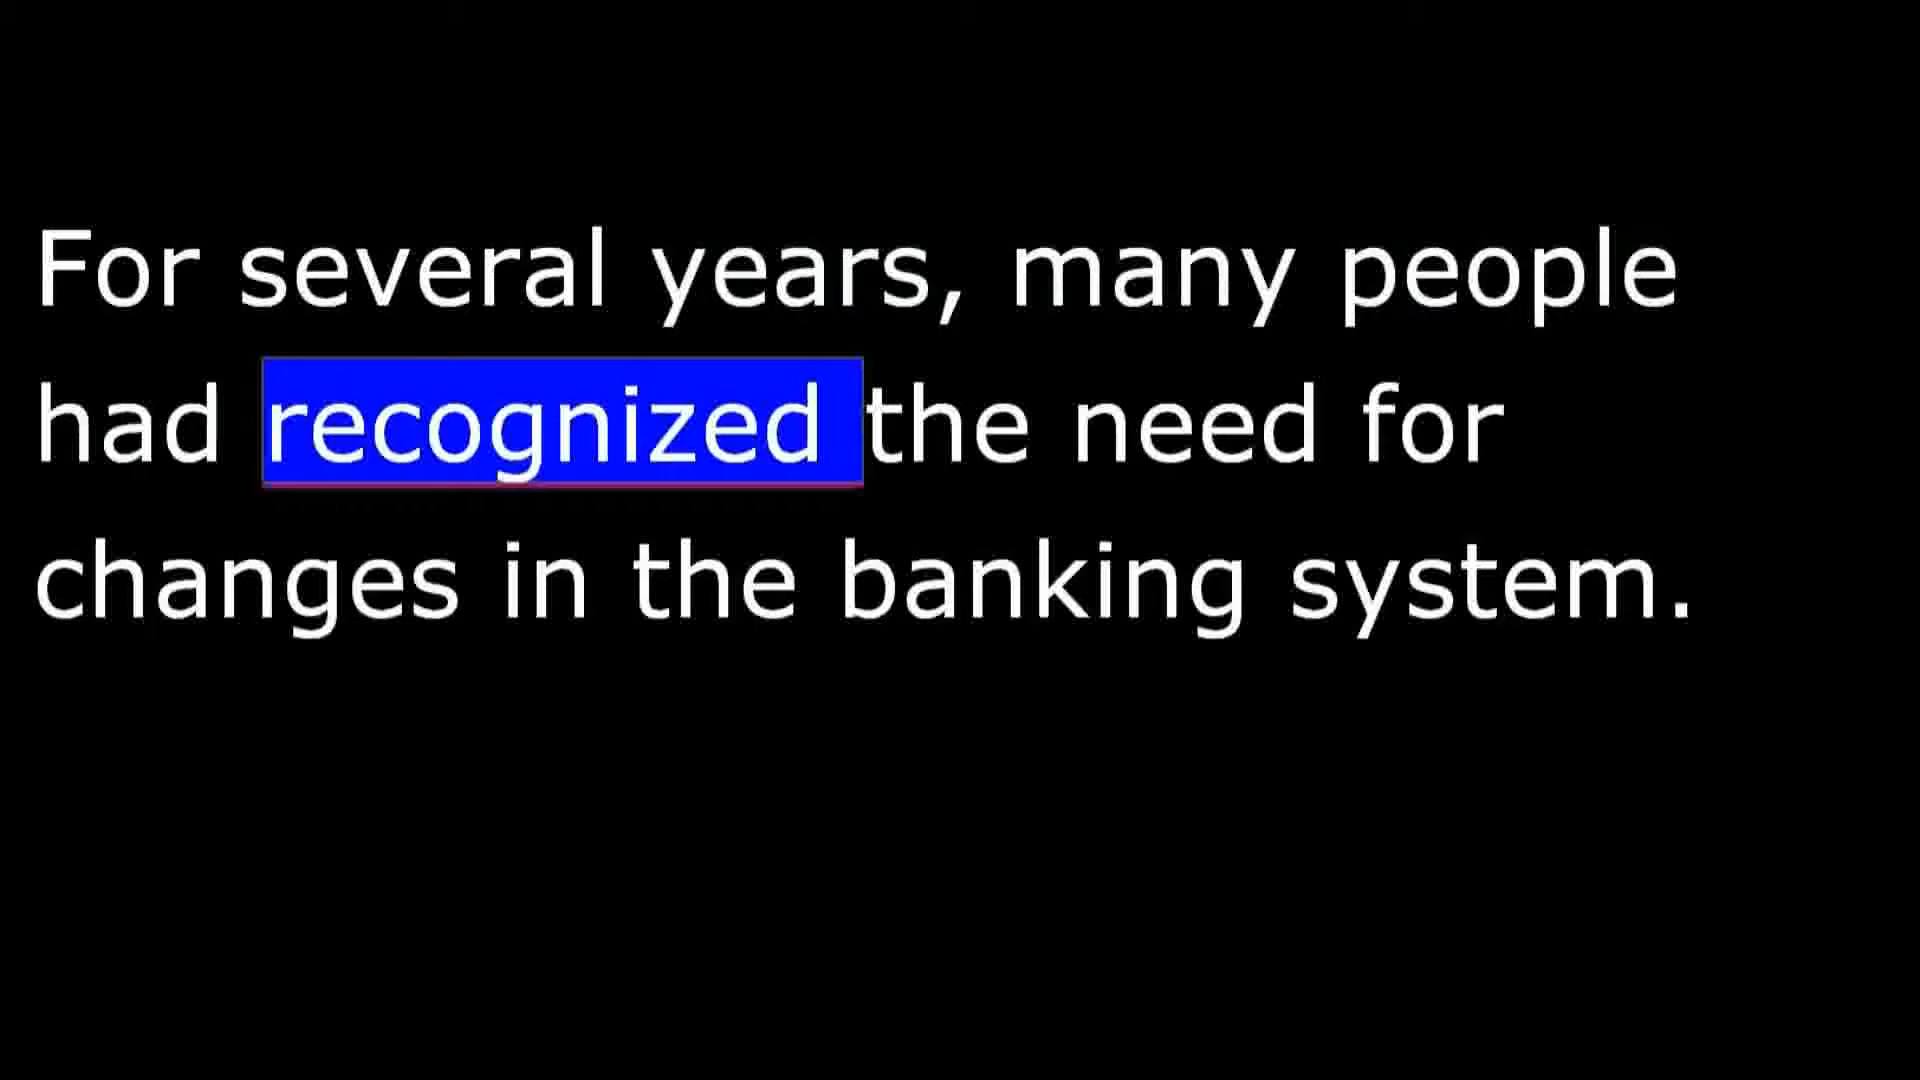 For several years, many people
had recognized the need for
changes in the banking system.